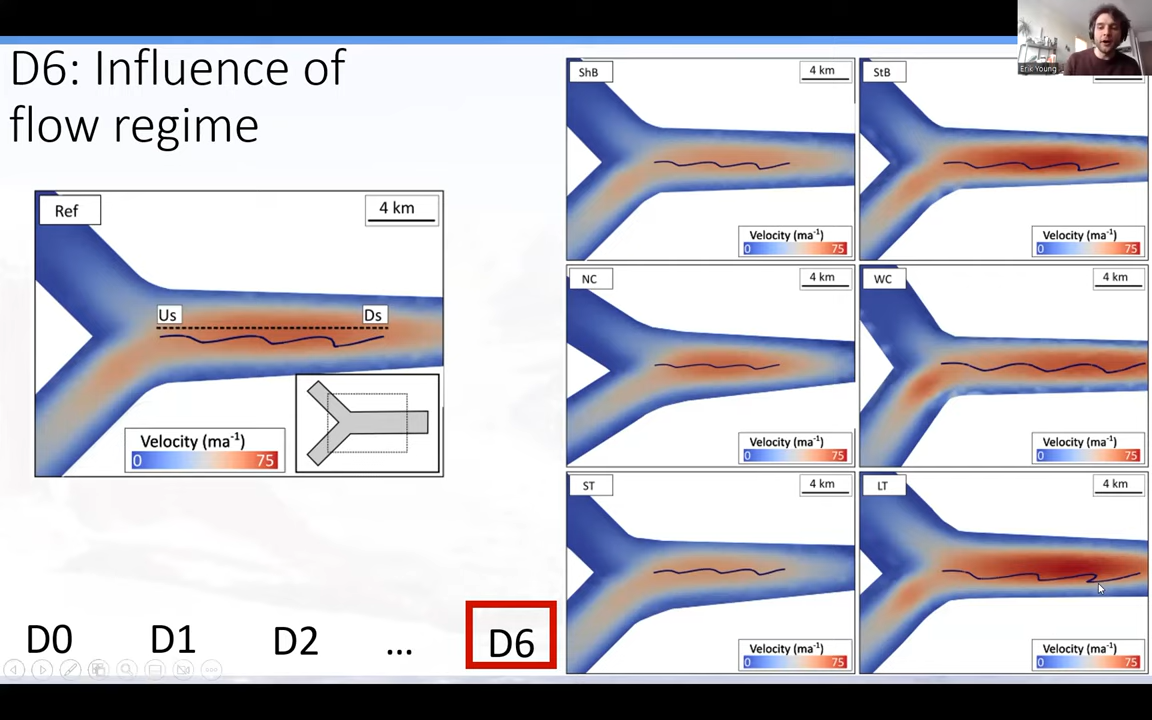 D6: Influence of
flow regime
Ref
4 km
Us
Ds
Velocity (ma-1)
0
75
ShB
4 km
Velocity (ma-1)
0
75
StB
4 km
Velocity (ma-1)
0
75
NC
4 km
Velocity (ma-1)
0
75
WC
4 km
Velocity (ma-1)
0
75
ST
4 km
Velocity (ma-1)
0
75
LT
4 km
Velocity (ma-1)
0
75
D0
D1
D2
...
D6
Erik Young